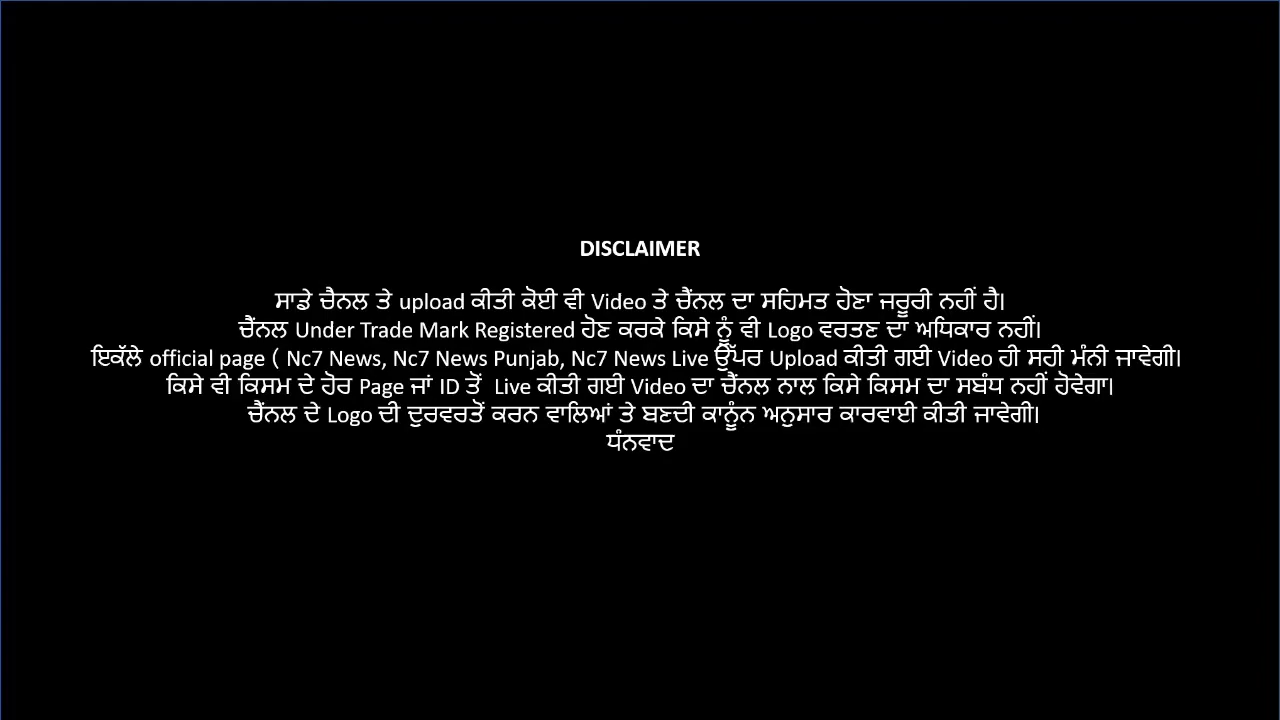 DISCLAIMER
ਸਾਡੇ ਚੈਨਲ ਤੇ upload ਕੀਤੀ ਕੋਈ ਵੀ Video ਤੇ ਚੈਂਨਲ ਦਾ ਸਹਿਮਤ ਹੋਣਾ ਜਰੂਰੀ ਨਹੀਂ ਹੈ।
ਚੈਂਨਲ Under Trade Mark Registered ਹੋਣ ਕਰਕੇ ਕਿਸੇ ਨੂੰ ਵੀ Logo ਵਰਤਣ ਦਾ ਅਧਿਕਾਰ ਨਹੀਂ।
ਇਕੱਲੇ official page ( Nc7 News, Nc7 News Punjab, Nc7 News Live ਉੱਪਰ Upload ਕੀਤੀ ਗਈ Video ਹੀ ਸਹੀ ਮੰਨੀ ਜਾਵੇਗੀ।
ਕਿਸੇ ਵੀ ਕਿਸਮ ਦੇ ਹੋਰ Page ਜਾਂ ID ਤੋਂ Live ਕੀਤੀ ਗਈ Video ਦਾ ਚੈਂਨਲ ਨਾਲ ਕਿਸੇ ਕਿਸਮ ਦਾ ਸਬੰਧ ਨਹੀਂ ਹੋਵੇਗਾ।
ਚੈਂਨਲ ਦੇ Logo ਦੀ ਦੁਰਵਰਤੋਂ ਕਰਨ ਵਾਲਿਆਂ ਤੇ ਬਣਦੀ ਕਾਨੂੰਨ ਅਨੁਸਾਰ ਕਾਰਵਾਈ ਕੀਤੀ ਜਾਵੇਗੀ।
ਧੰਨਵਾਦ